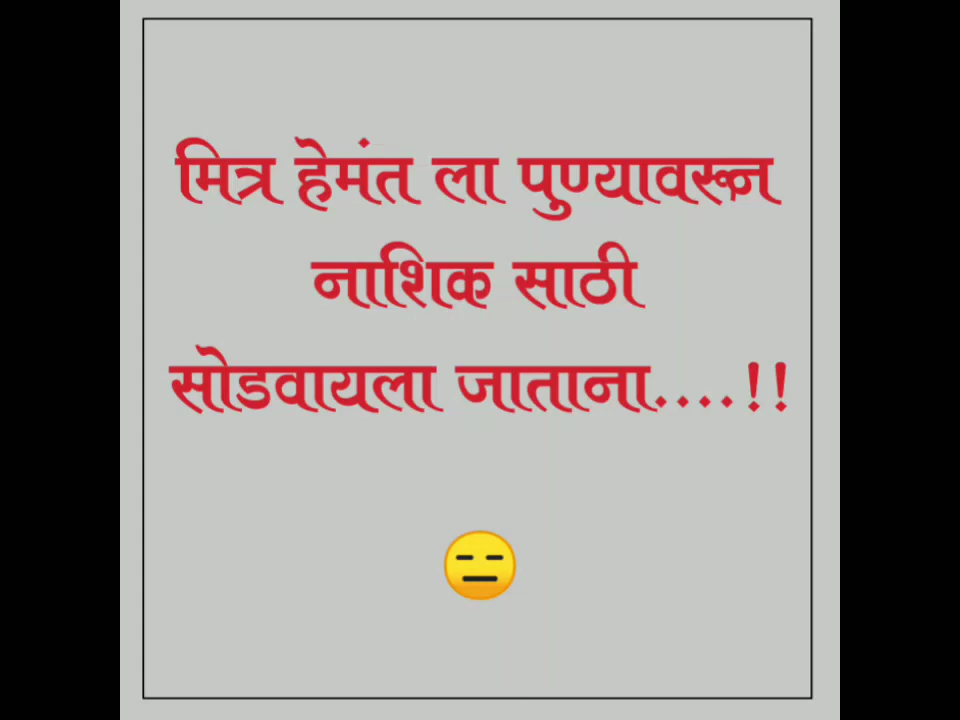 मित्र हेमंत ला पुण्यावरून
नाशिक साठी
सोडवायला जाताना....!!
😑